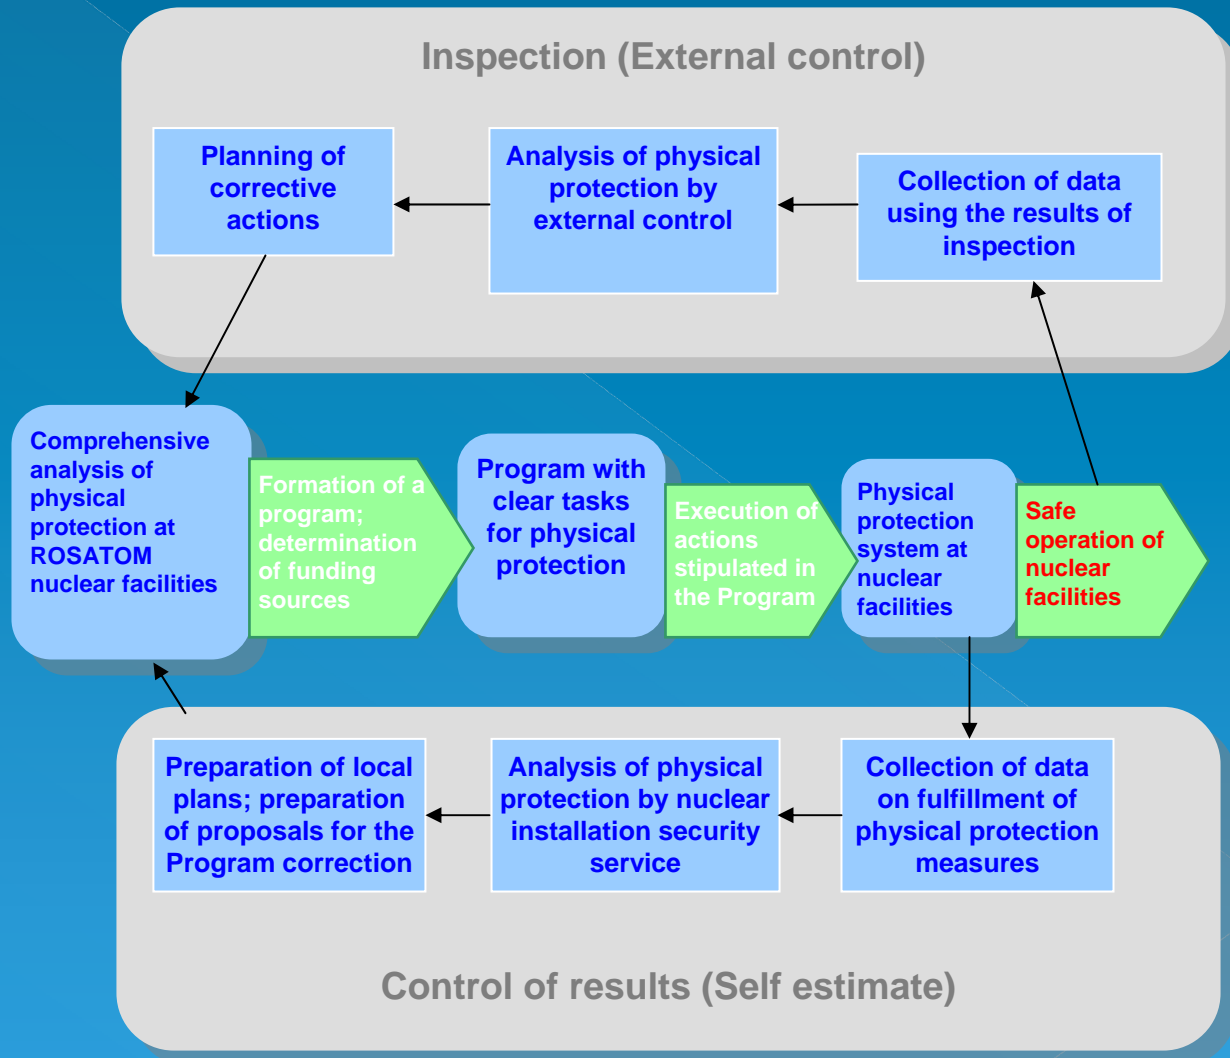 Inspection (External control)
Planning of
corrective
actions
Analysis of physical
protection by
external control
Collection of data
using the results of
inspection
Comprehensive
analysis of
physical
protection at
ROSATOM
nuclear facilities
Formation of a
program;
determination
of funding
sources
Program with
clear tasks
for physical
protection
Execution of
actions
stipulated in
the Program
Physical
protection
system at
nuclear
facilities
Safe
operation of
nuclear
facilities
Preparation of local
plans; preparation
of proposals for the
Program correction
Analysis of physical
protection by nuclear
installation security
service
Collection of data
on fulfillment of
physical protection
measures
Control of results (Self estimate)